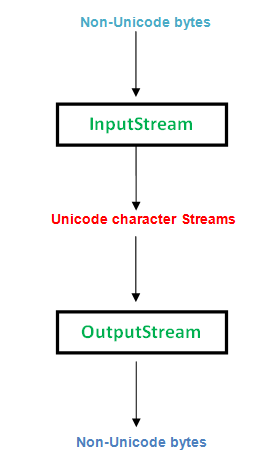 Non-Unicode bytes
InputStream
Unicode character Streams
OutputStream
Non-Unicode bytes